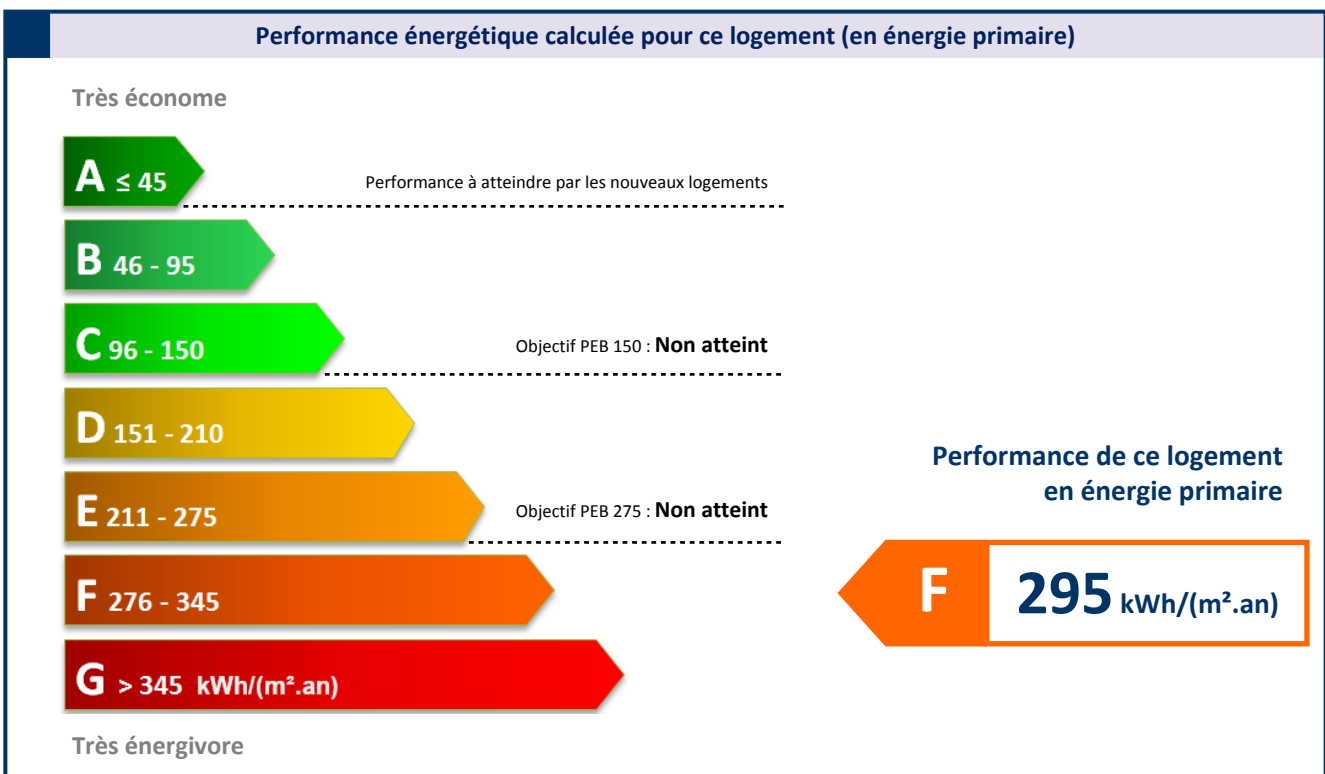 Performance énergétique calculée pour ce logement (en énergie primaire)
Très économe
A ≤ 45
Performance à atteindre par les nouveaux logements
B 46 - 95
C 96 - 150
Objectif PEB 150 : Non atteint
D 151 - 210
E 211 - 275
Objectif PEB 275 : Non atteint
Performance de ce logement
en énergie primaire
F 276 - 345
F 295 kWh/(m².an)
G > 345 kWh/(m².an)
Très énergivore